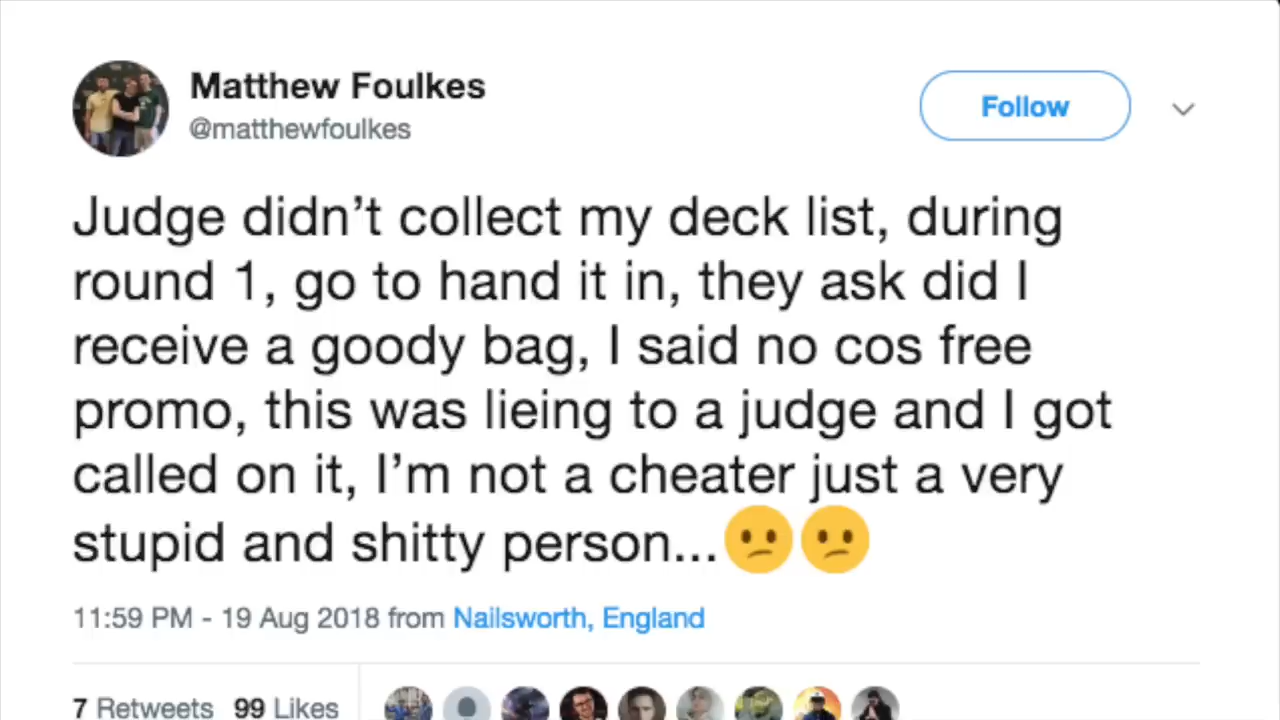 Matthew Foulkes
@matthewfoulkes
Follow
Judge didn’t collect my deck list, during
round 1, go to hand it in, they ask did I
receive a goody bag, I said no cos free
promo, this was lieing to a judge and I got
called on it, I’m not a cheater just a very
stupid and shitty person...😕😕
11:59 PM - 19 Aug 2018 from Nailsworth, England
7 Retweets 99 Likes